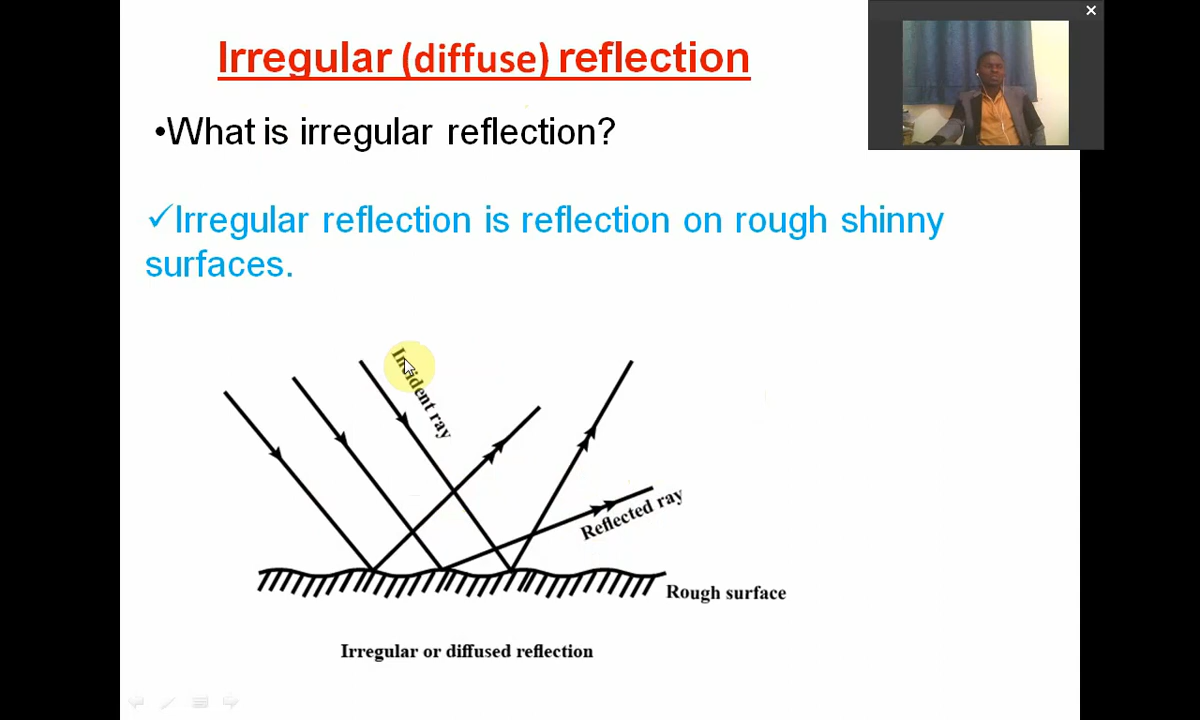 Irregular (diffuse) reflection
•What is irregular reflection?
✓Irregular reflection is reflection on rough shinny
surfaces.
Incident ray
Reflected ray
Rough surface
Irregular or diffused reflection